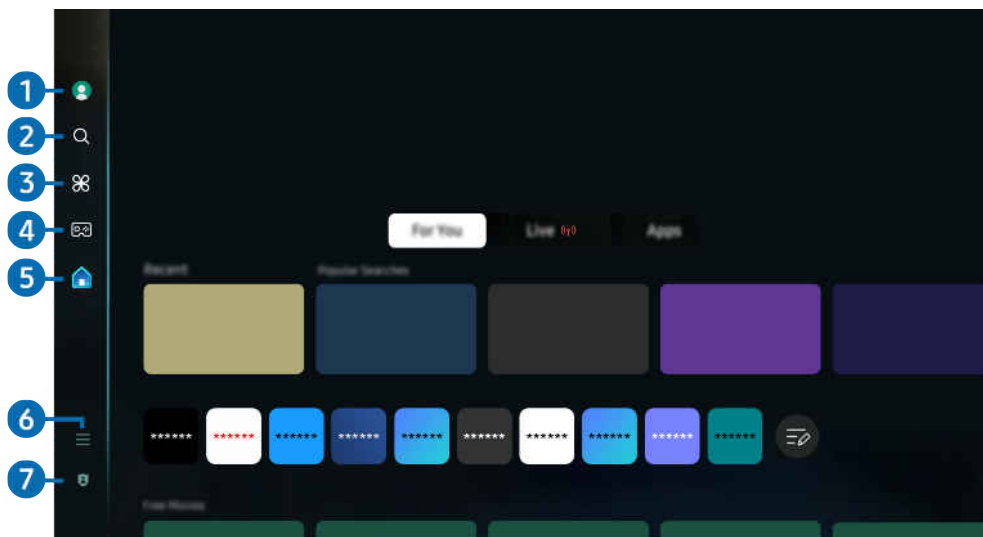 1
2
3
4
5
6
7
For You
Live
Apps
Recent
Popular Searches
****** ****** ****** ****** ****** ****** ****** ****** ****** ******
Free Movies